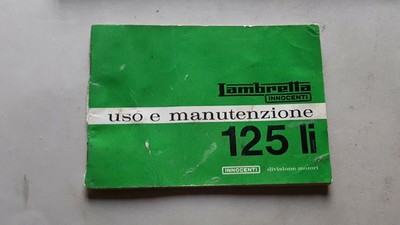 Lambretta
INNOCENTI
uso e manutenzione
125 li
INNOCENTI divisione motori